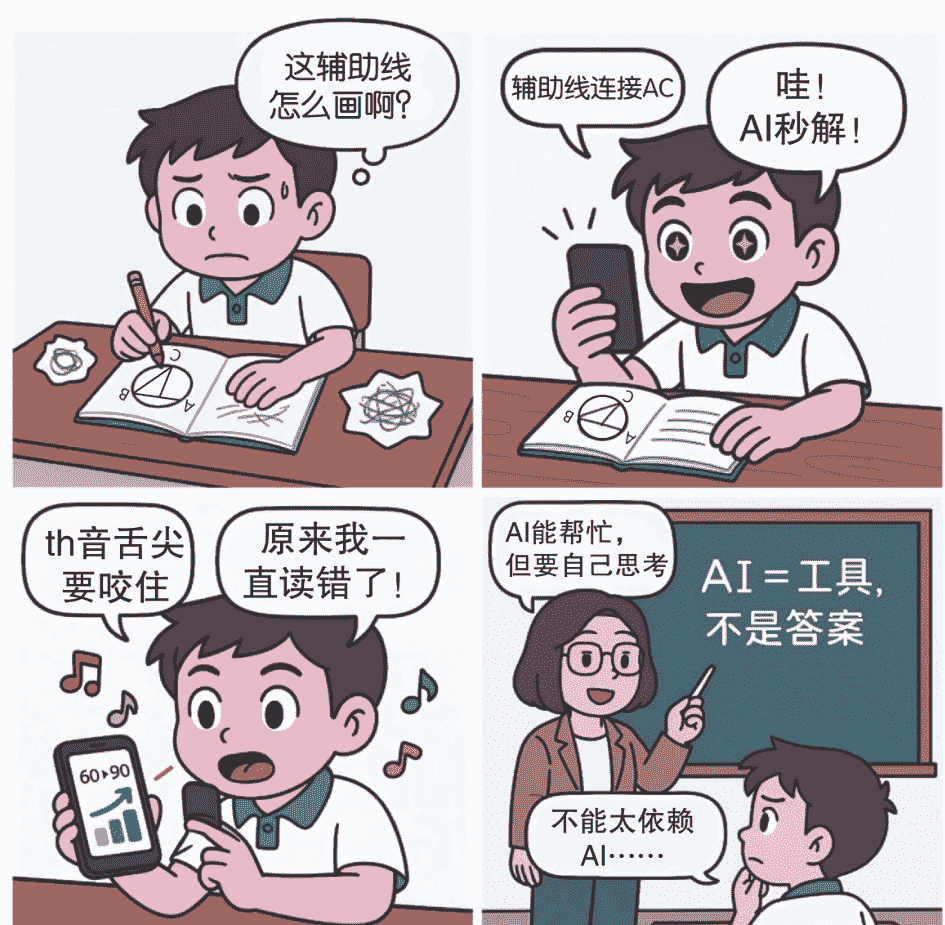 这辅助线
怎么画啊？
C
B
A
辅助线连接AC
哇！
AI秒解！
C
B
A
th音舌尖
要咬住
原来我一
直读错了！
60▸90
AI能帮忙，
但要自己思考
AI＝工具，
不是答案
不能太依赖
AI……